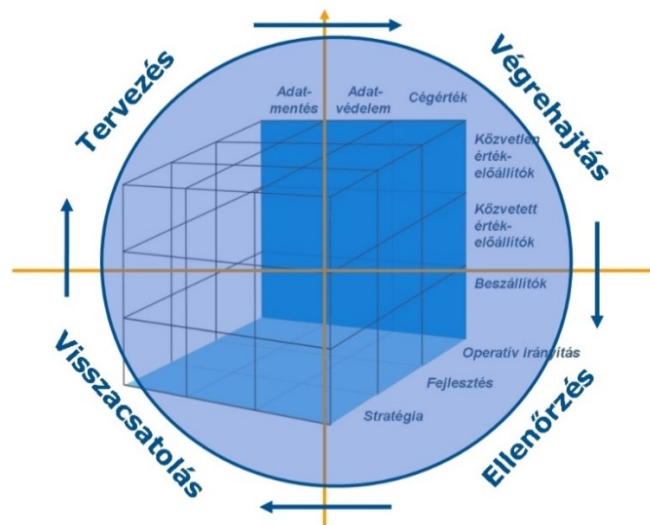 Tervezés
Végrehajtás
Adat-
mentés
Adat-
védelem
Cégérték
Közvetlen
érték-
előállítók
Közvetett
érték-
előállítók
Beszállítók
Operatív Irányítás
Fejlesztés
Stratégia
Visszacsatolás
Ellenőrzés